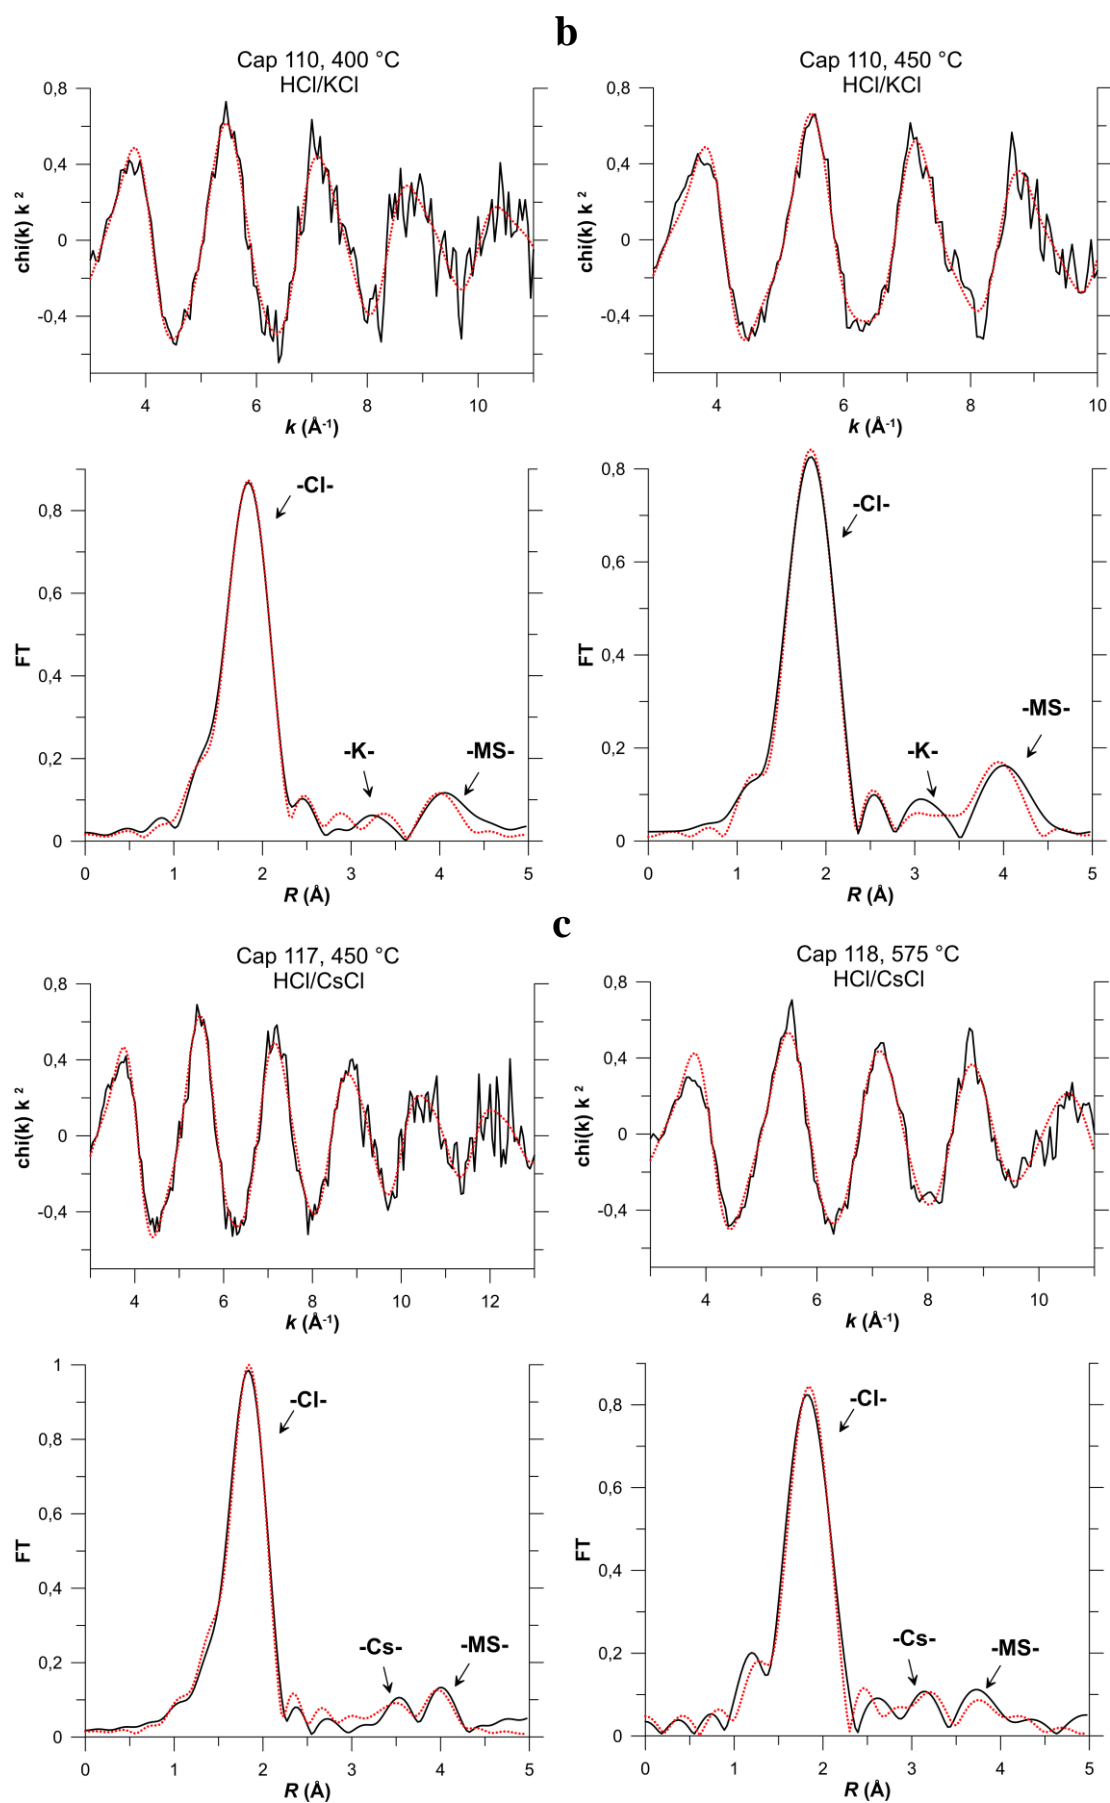 b
Cap 110, 400 °C
HCl/KCl
0,8
0,4
0
-0,4
chi(k) k ²
4
6
8
10
k (Å⁻¹)
Cap 110, 450 °C
HCl/KCl
0,8
0,4
0
-0,4
chi(k) k ²
4
6
8
10
k (Å⁻¹)
-Cl-
0,8
0,6
0,4
0,2
0
FT
-K-
-MS-
0
1
2
3
4
5
R (Å)
0,8
-Cl-
0,6
0,4
0,2
0
FT
-MS-
-K-
0
1
2
3
4
5
R (Å)
c
Cap 117, 450 °C
HCl/CsCl
0,8
0,4
0
-0,4
chi(k) k ²
4
6
8
10
12
k (Å⁻¹)
Cap 118, 575 °C
HCl/CsCl
0,8
0,4
0
-0,4
chi(k) k ²
4
6
8
10
k (Å⁻¹)
1
-Cl-
0,8
0,6
0,4
0,2
0
FT
-Cs-
-MS-
0
1
2
3
4
5
R (Å)
-Cl-
0,8
0,6
0,4
0,2
0
FT
-Cs-
-MS-
0
1
2
3
4
5
R (Å)